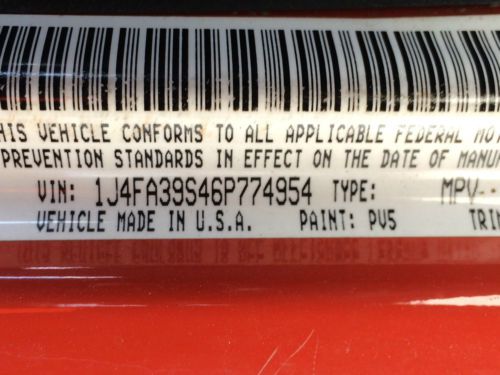 HIS VEHICLE CONFORMS TO ALL APPLICABLE FEDERAL MOT
PREVENTION STANDARDS IN EFFECT ON THE DATE OF MANU
VIN: 1J4FA39S46P774954 TYPE: MPV
VEHICLE MADE IN U.S.A. PAINT: PV5 TRI